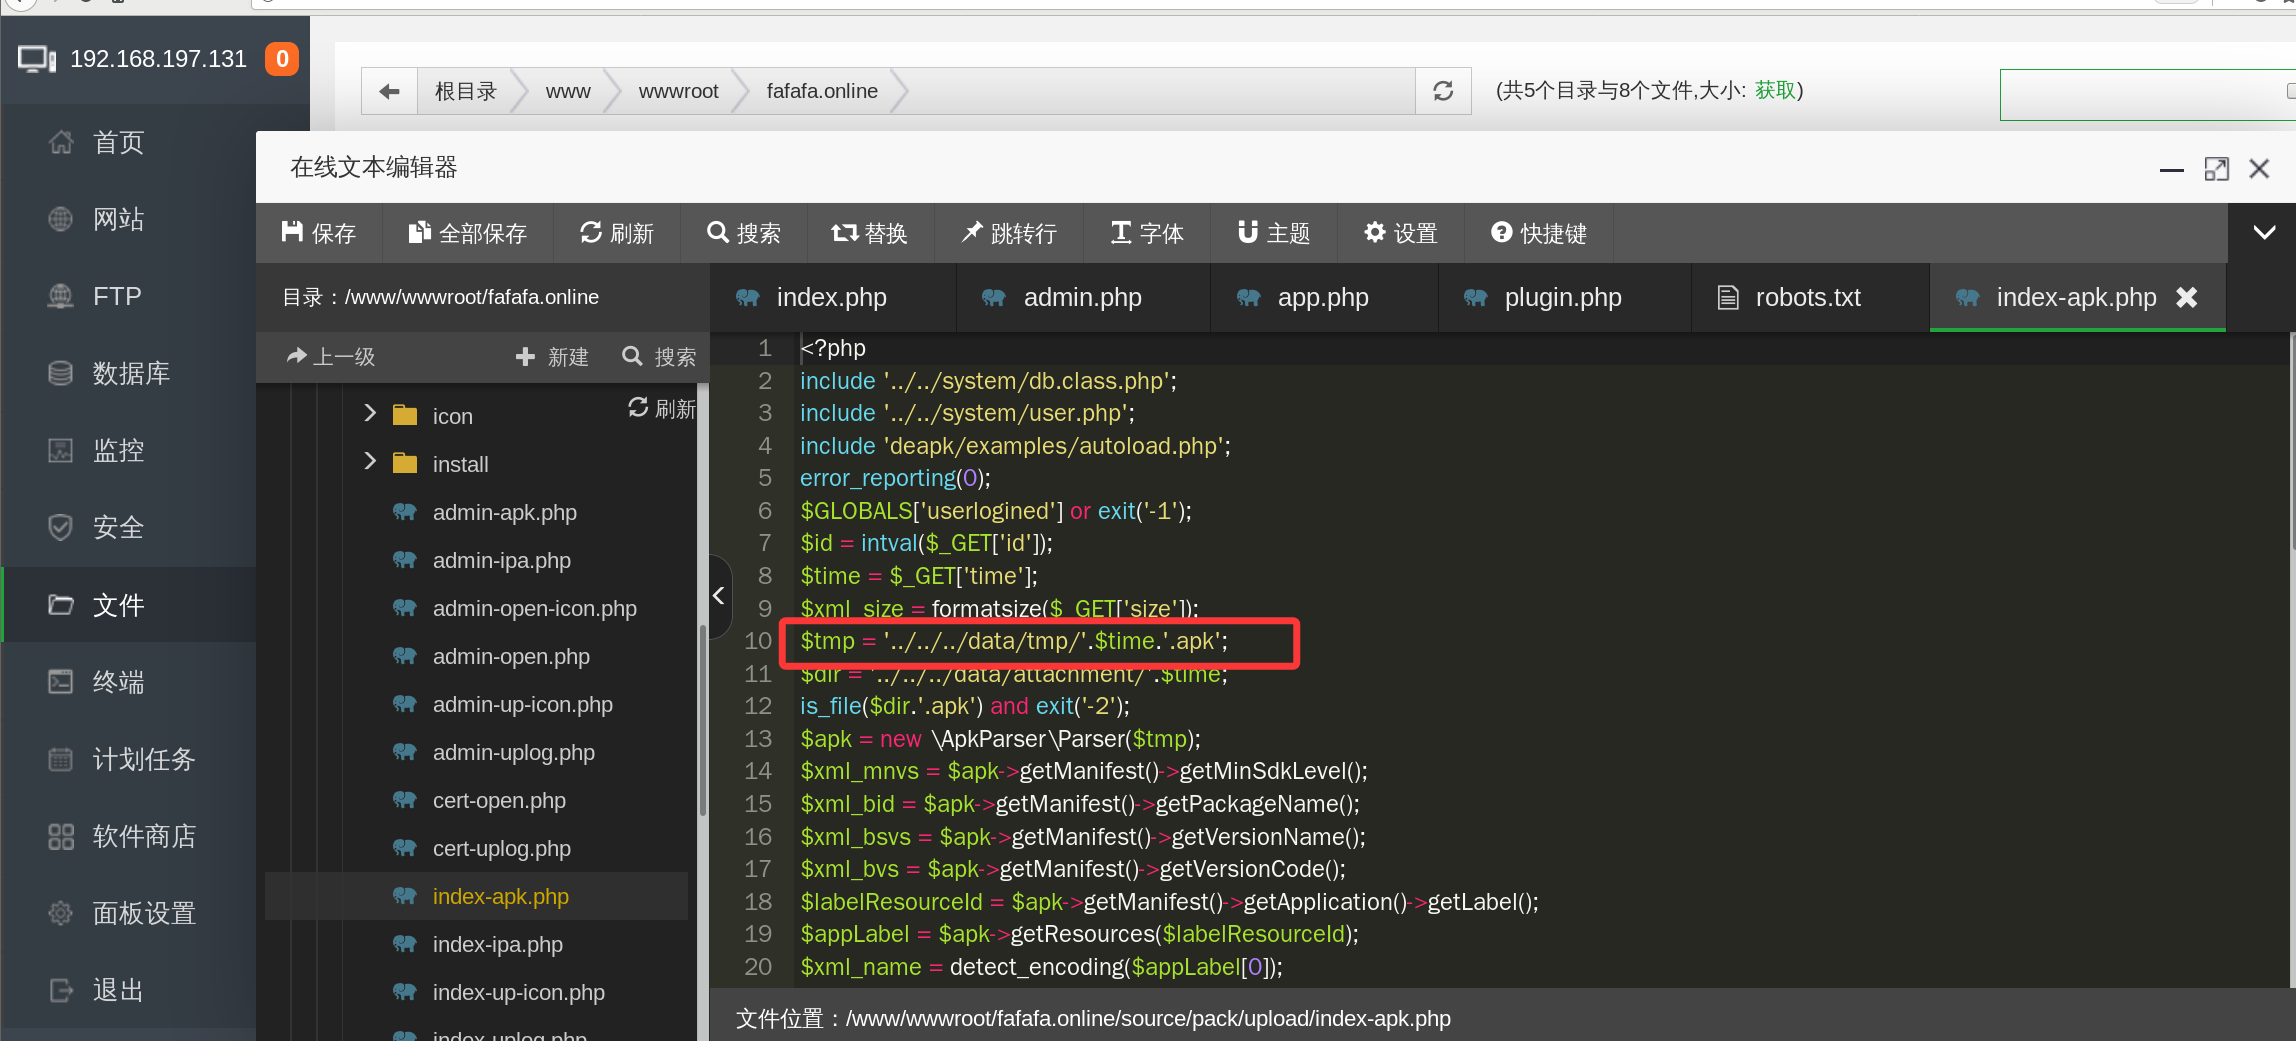 192.168.197.131 0
根目录 www wwwroot fafafa.online (共5个目录与8个文件,大小: 获取)
首页
网站
FTP
数据库
监控
安全
文件
终端
计划任务
软件商店
面板设置
退出
在线文本编辑器
保存 全部保存 刷新 搜索 替换 跳转行 字体 主题 设置 快捷键
目录：/www/wwwroot/fafafa.online
上一级 新建 搜索
刷新
icon
install
admin-apk.php
admin-ipa.php
admin-open-icon.php
admin-open.php
admin-up-icon.php
admin-uplog.php
cert-open.php
cert-uplog.php
index-apk.php
index-ipa.php
index-up-icon.php
index-uplog.php
index.php admin.php app.php plugin.php robots.txt index-apk.php
1 <?php
2 include '../../system/db.class.php';
3 include '../../system/user.php';
4 include 'deapk/examples/autoload.php';
5 error_reporting(0);
6 $GLOBALS['userlogined'] or exit('-1');
7 $id = intval($_GET['id']);
8 $time = $_GET['time'];
9 $xml_size = formatsize($_GET['size']);
10 $tmp = '../../../data/tmp/'.$time.'.apk';
11 $dir = '../../../data/attachment/'.$time;
12 is_file($dir.'.apk') and exit('-2');
13 $apk = new \ApkParser\Parser($tmp);
14 $xml_mnvs = $apk->getManifest()->getMinSdkLevel();
15 $xml_bid = $apk->getManifest()->getPackageName();
16 $xml_bsvs = $apk->getManifest()->getVersionName();
17 $xml_bvs = $apk->getManifest()->getVersionCode();
18 $labelResourceId = $apk->getManifest()->getApplication()->getLabel();
19 $appLabel = $apk->getResources($labelResourceId);
20 $xml_name = detect_encoding($appLabel[0]);
文件位置：/www/wwwroot/fafafa.online/source/pack/upload/index-apk.php